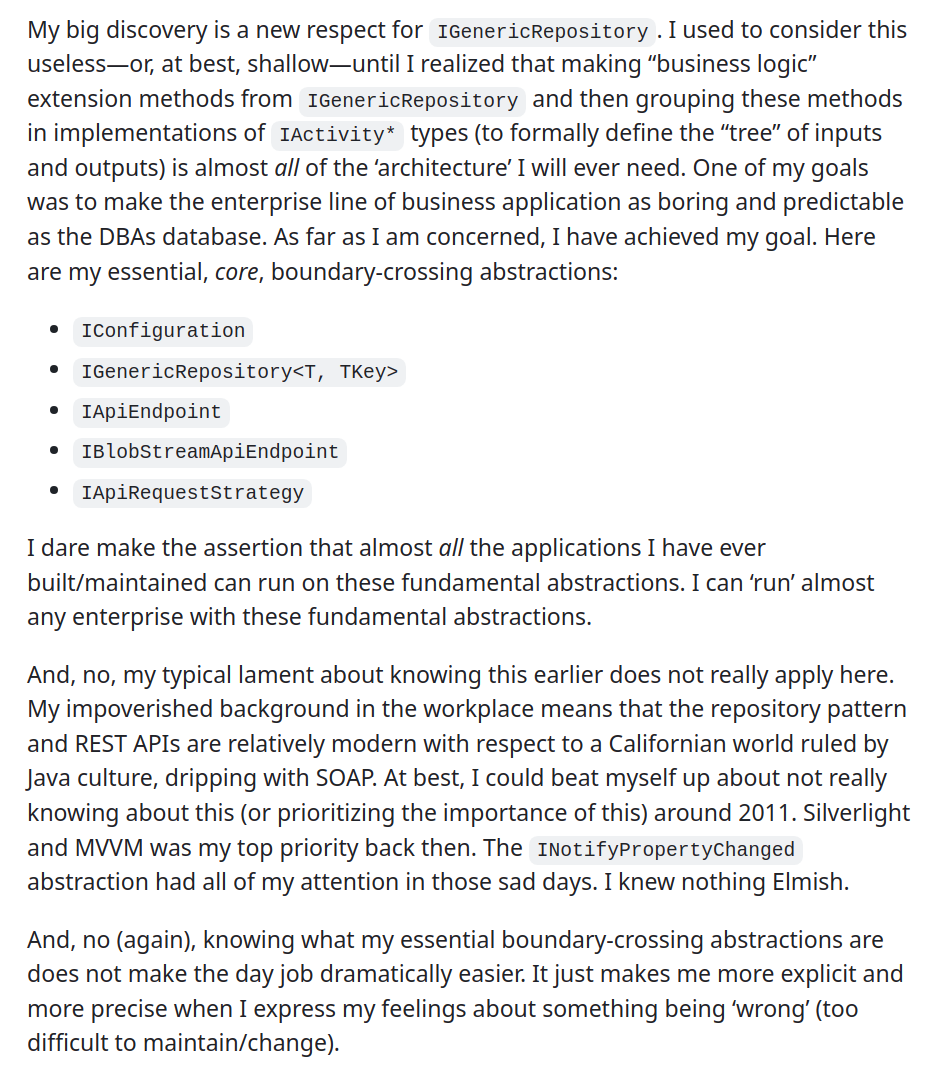 My big discovery is a new respect for IGenericRepository. I used to consider this
useless—or, at best, shallow—until I realized that making “business logic”
extension methods from IGenericRepository and then grouping these methods
in implementations of IActivity* types (to formally define the “tree” of inputs
and outputs) is almost all of the ‘architecture’ I will ever need. One of my goals
was to make the enterprise line of business application as boring and predictable
as the DBAs database. As far as I am concerned, I have achieved my goal. Here
are my essential, core, boundary-crossing abstractions:
• IConfiguration
• IGenericRepository<T, TKey>
• IApiEndpoint
• IBlobStreamApiEndpoint
• IApiRequestStrategy
I dare make the assertion that almost all the applications I have ever
built/maintained can run on these fundamental abstractions. I can ‘run’ almost
any enterprise with these fundamental abstractions.
And, no, my typical lament about knowing this earlier does not really apply here.
My impoverished background in the workplace means that the repository pattern
and REST APIs are relatively modern with respect to a Californian world ruled by
Java culture, dripping with SOAP. At best, I could beat myself up about not really
knowing about this (or prioritizing the importance of this) around 2011. Silverlight
and MVVM was my top priority back then. The INotifyPropertyChanged
abstraction had all of my attention in those sad days. I knew nothing Elmish.
And, no (again), knowing what my essential boundary-crossing abstractions are
does not make the day job dramatically easier. It just makes me more explicit and
more precise when I express my feelings about something being ‘wrong’ (too
difficult to maintain/change).